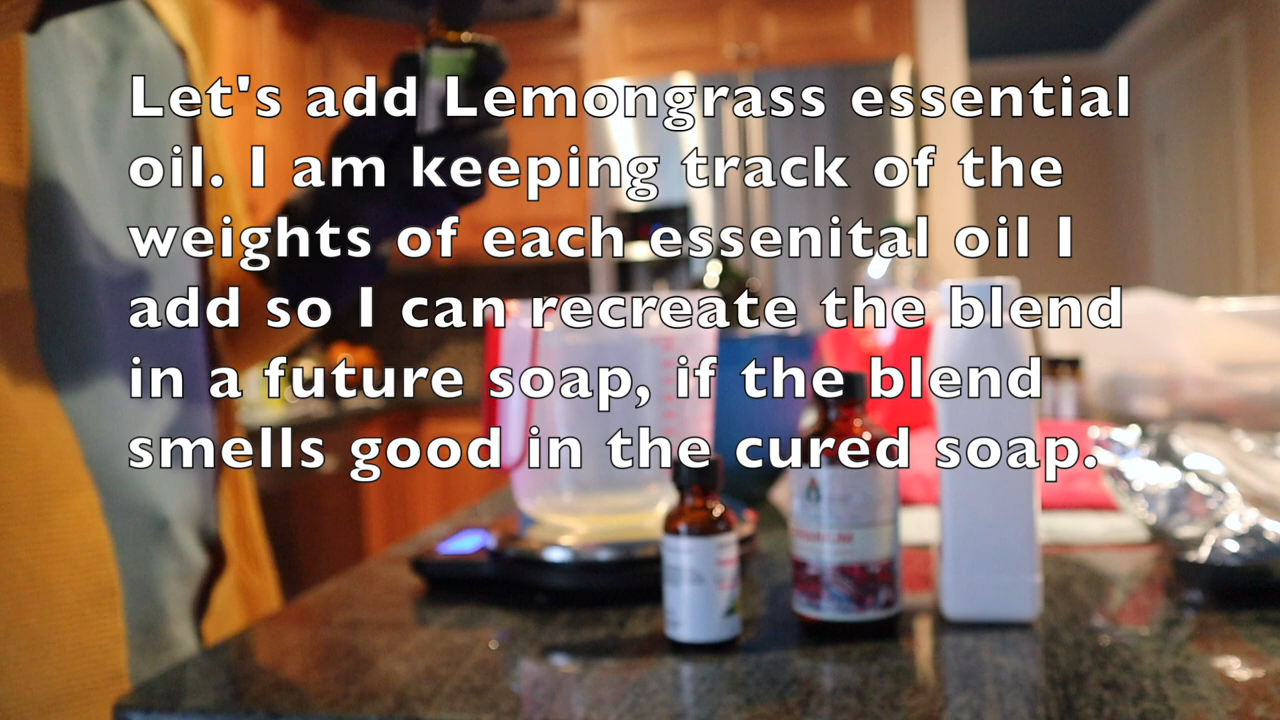 Let's add Lemongrass essential
oil. I am keeping track of the
weights of each essenital oil I
add so I can recreate the blend
in a future soap, if the blend
smells good in the cured soap.